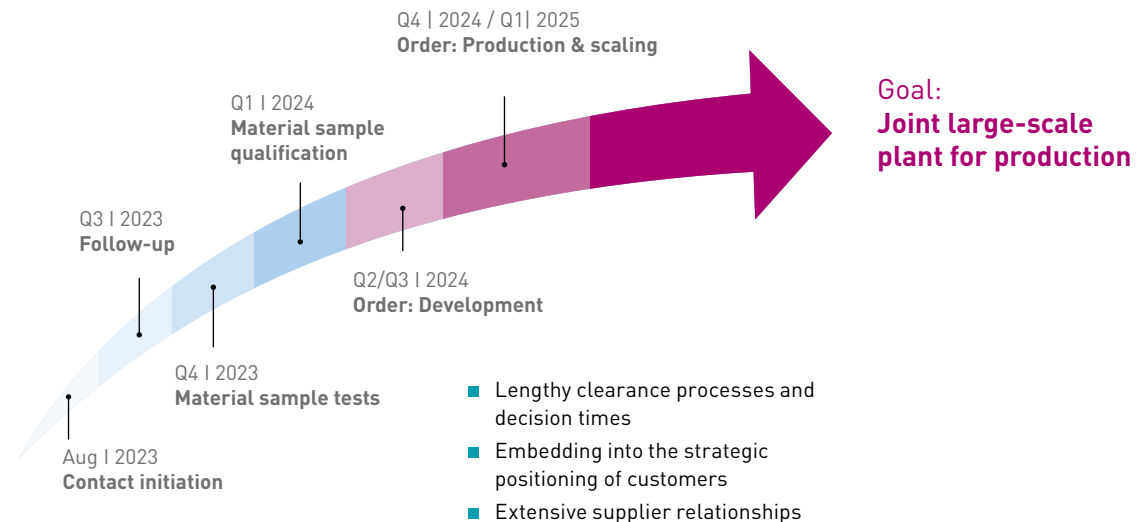 Q4 | 2024 / Q1| 2025
Order: Production & scaling
Goal:
Joint large-scale
plant for production
Q1 I 2024
Material sample
qualification
Q3 I 2023
Follow-up
Q2/Q3 I 2024
Order: Development
Q4 I 2023
Material sample tests
Aug I 2023
Contact initiation
Lengthy clearance processes and
decision times
Embedding into the strategic
positioning of customers
Extensive supplier relationships